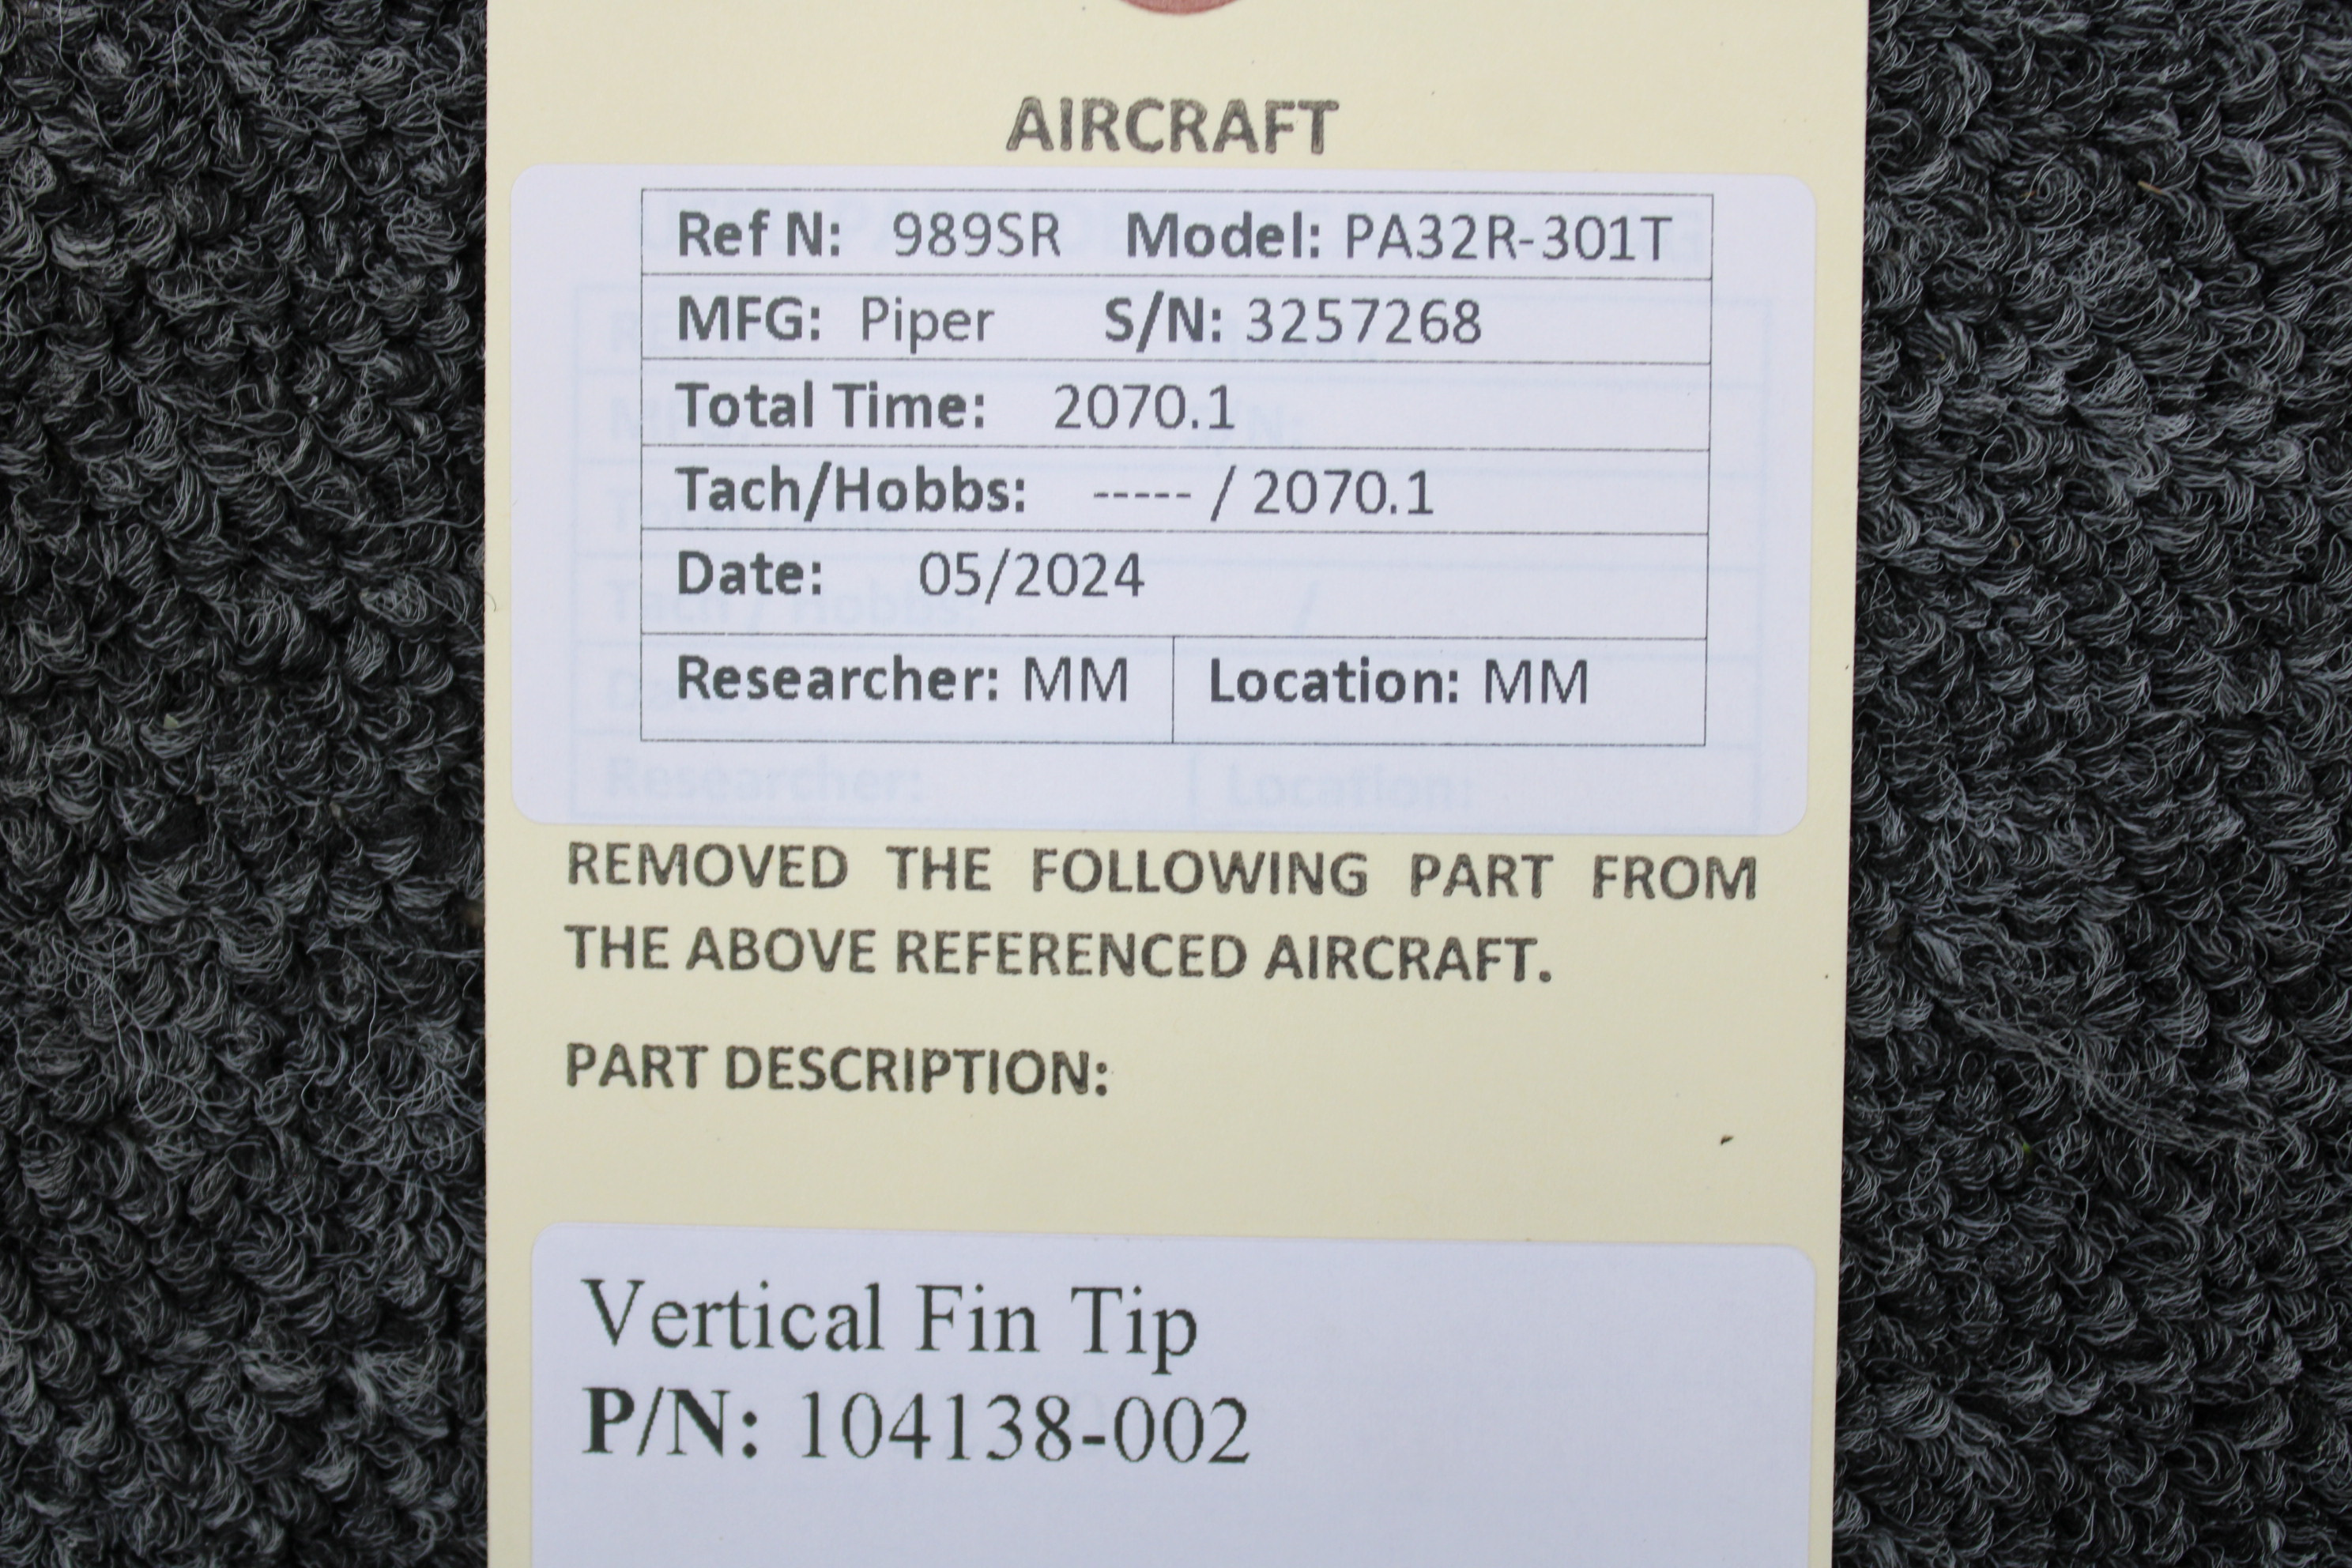 AIRCRAFT
Ref N: 989SR Model: PA32R-301T
MFG: Piper S/N: 3257268
Total Time: 2070.1
Tach/Hobbs: ----- / 2070.1
Date: 05/2024
Researcher: MM Location: MM
Researcher: Location:
REMOVED THE FOLLOWING PART FROM
THE ABOVE REFERENCED AIRCRAFT.
PART DESCRIPTION:
Vertical Fin Tip
P/N: 104138-002